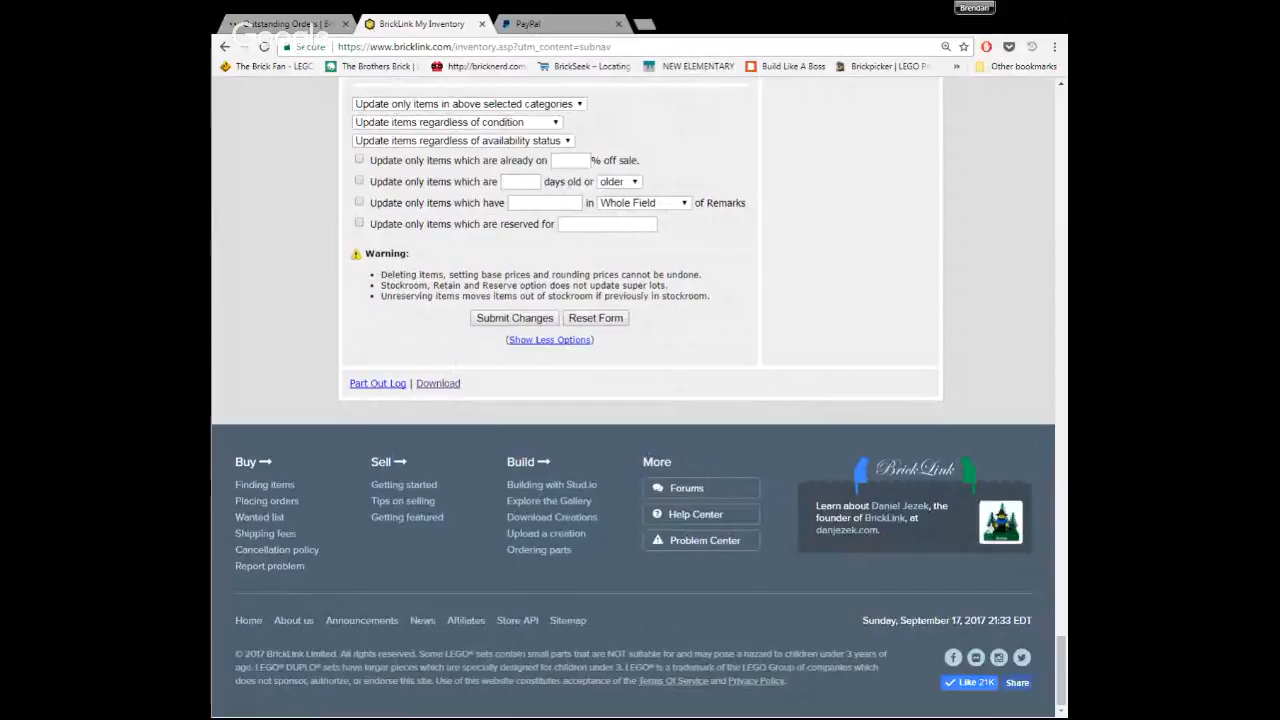 Brendan
Outstanding Orders | Br
BrickLink My Inventory
PayPal
Google
Secure
https://www.bricklink.com/inventory.asp?utm_content=subnav
The Brick Fan - LEGO
The Brothers Brick |
http://bricknerd.com
BrickSeek – Locating
NEW ELEMENTARY
Build Like A Boss
Brickpicker | LEGO Pr
»
Other bookmarks
Update only items in above selected categories
Update items regardless of condition
Update items regardless of availability status
Update only items which are already on % off sale.
Update only items which are days old or older
Update only items which have in Whole Field of Remarks
Update only items which are reserved for
Warning:
• Deleting items, setting base prices and rounding prices cannot be undone.
• Stockroom, Retain and Reserve option does not update super lots.
• Unreserving items moves items out of stockroom if previously in stockroom.
Submit Changes Reset Form
(Show Less Options)
Part Out Log | Download
Buy
Finding items
Placing orders
Wanted list
Shipping fees
Cancellation policy
Report problem
Sell
Getting started
Tips on selling
Getting featured
Build
Building with Stud.io
Explore the Gallery
Download Creations
Upload a creation
Ordering parts
More
Forums
Help Center
Problem Center
BrickLink
Learn about Daniel Jezek, the
founder of BrickLink, at
danjezek.com.
Home About us Announcements News Affiliates Store API Sitemap
Sunday, September 17, 2017 21:33 EDT
© 2017 BrickLink Limited. All rights reserved. Some LEGO® sets contain small parts that are NOT suitable for and may pose a hazard to children under 3 years of
age. LEGO® DUPLO® sets have larger pieces which are specially designed for children under 3. LEGO® is a trademark of the LEGO Group of companies which
does not sponsor, authorize, or endorse this site. Use of this website constitutes acceptance of the Terms Of Service and Privacy Policy.
Like 21K
Share